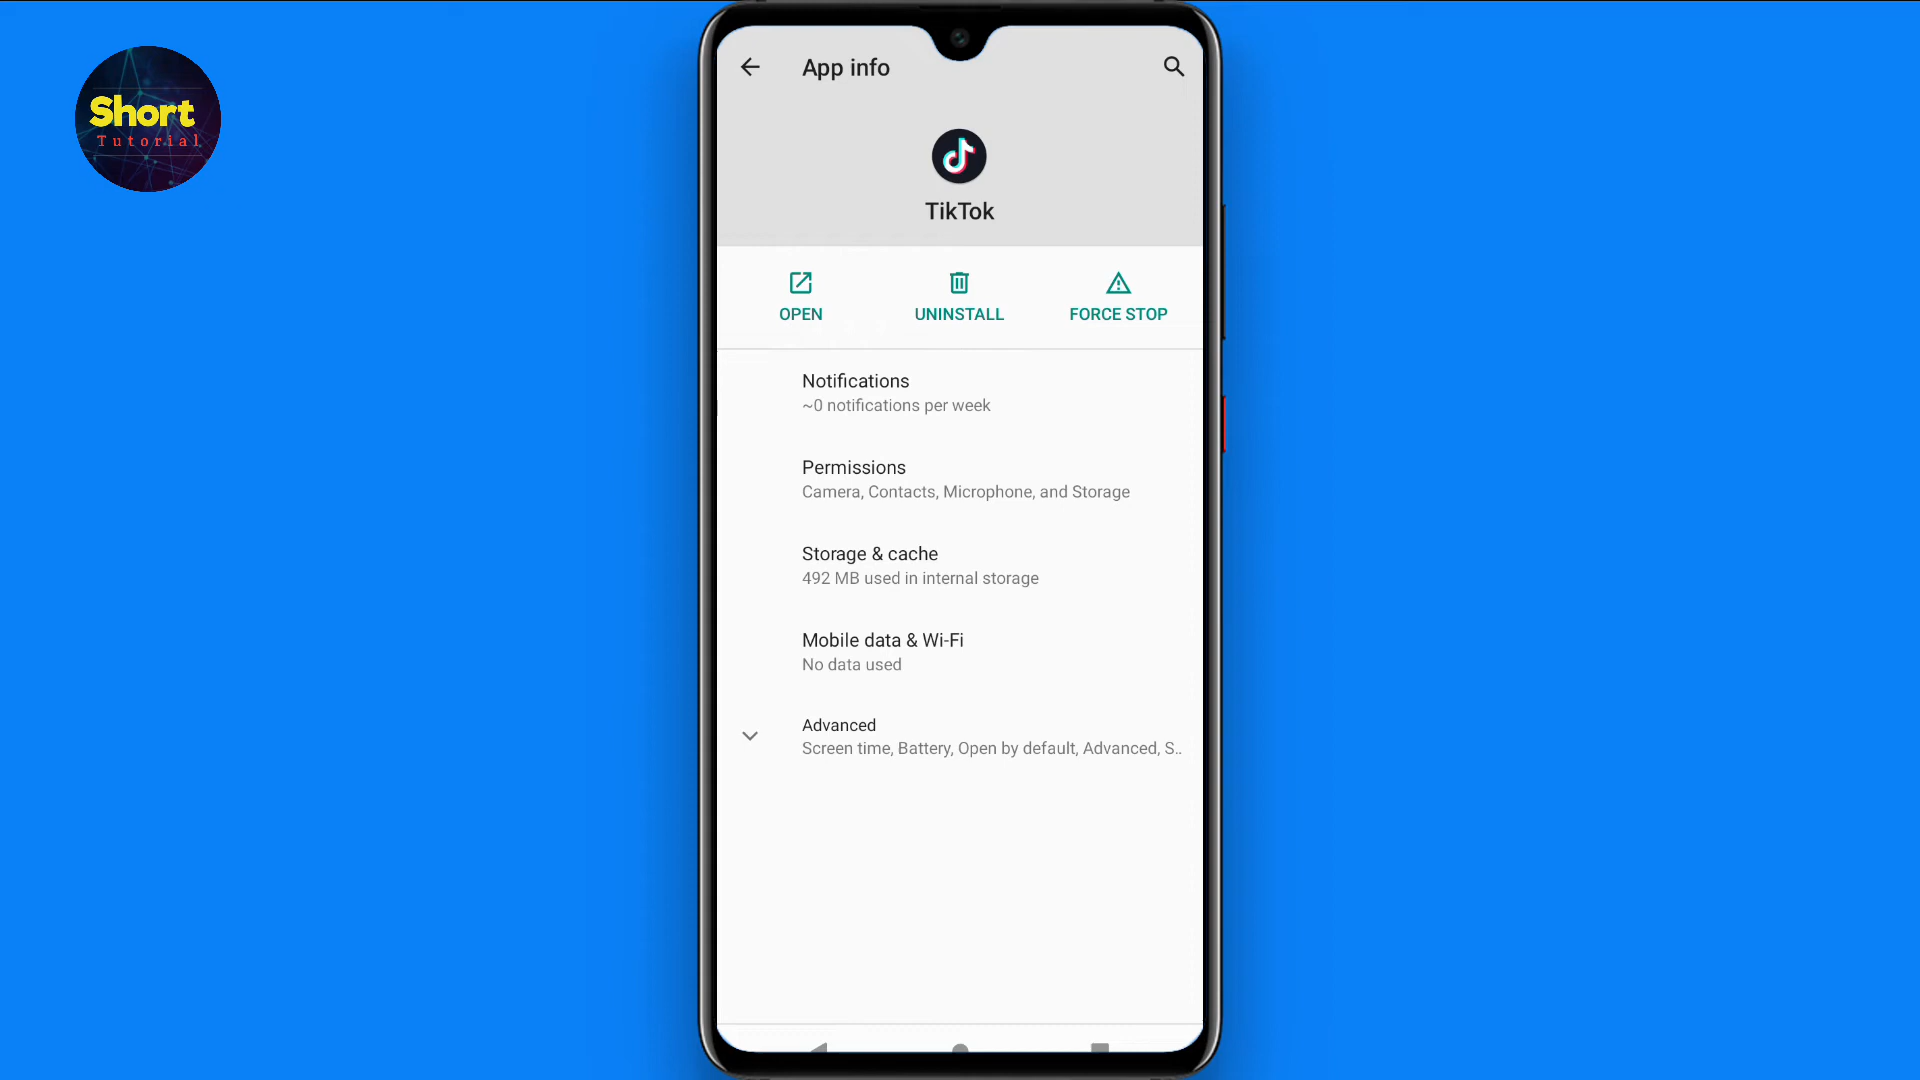 Short
Tutorial
App info
TikTok
OPEN
UNINSTALL
FORCE STOP
Notifications
~0 notifications per week
Permissions
Camera, Contacts, Microphone, and Storage
Storage & cache
492 MB used in internal storage
Mobile data & Wi-Fi
No data used
Advanced
Screen time, Battery, Open by default, Advanced, S..